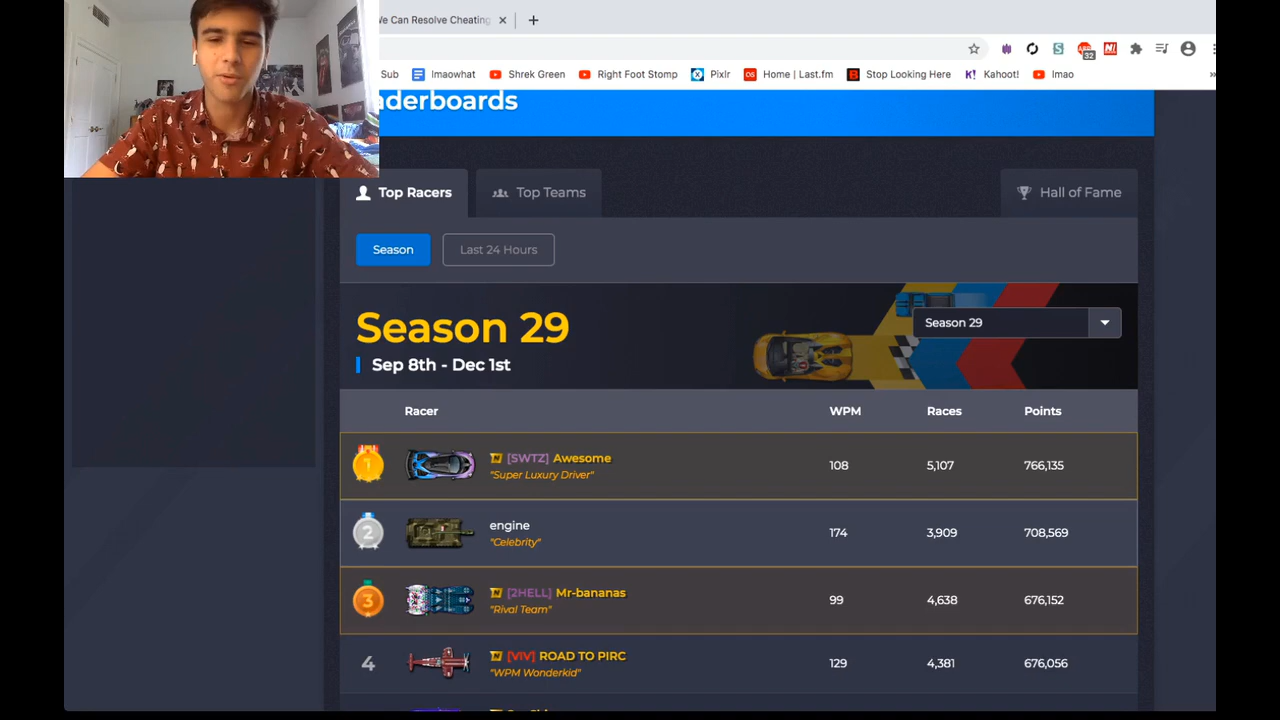 We Can Resolve Cheating
Sub lmaowhat Shrek Green Right Foot Stomp Pixlr Home | Last.fm Stop Looking Here Kahoot! lmao
aderboards
Top Racers Top Teams Hall of Fame
Season Last 24 Hours
Season 29
Season 29
Sep 8th - Dec 1st
Racer WPM Races Points
1 [5WTZ] Awesome 108 5,107 766,135
"Super Luxury Driver"
2 engine 174 3,909 708,569
"Celebrity"
3 [2HELL] Mr-bananas 99 4,638 676,152
"Rival Team"
4 [VIV] ROAD TO PIRC 129 4,381 676,056
"WPM Wonderkid"